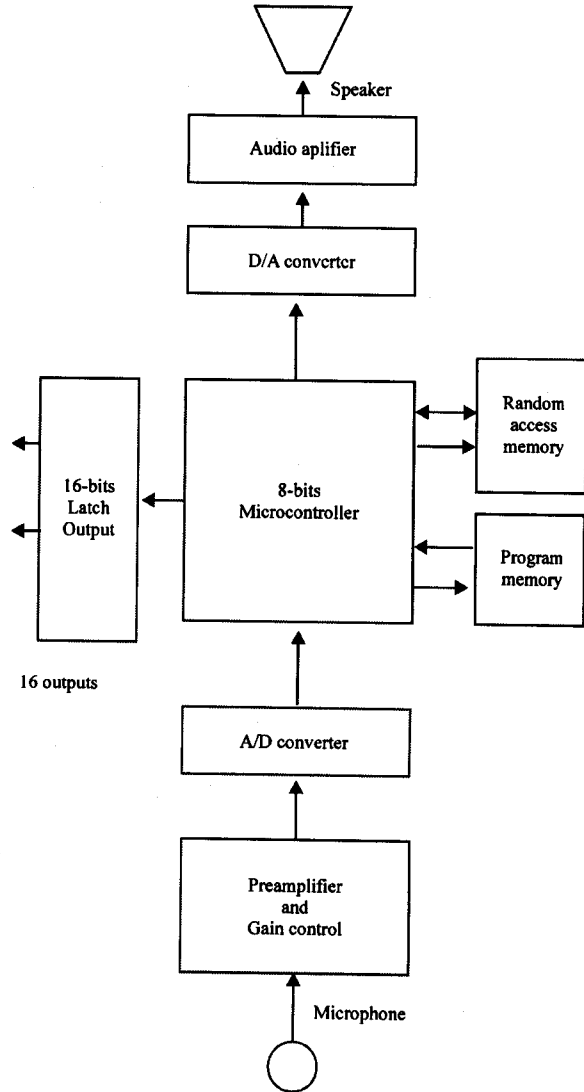 Speaker
Audio aplifier
D/A converter
Random
access
memory
16-bits
Latch
Output
8-bits
Microcontroller
Program
memory
16 outputs
A/D converter
Preamplifier
and
Gain control
Microphone